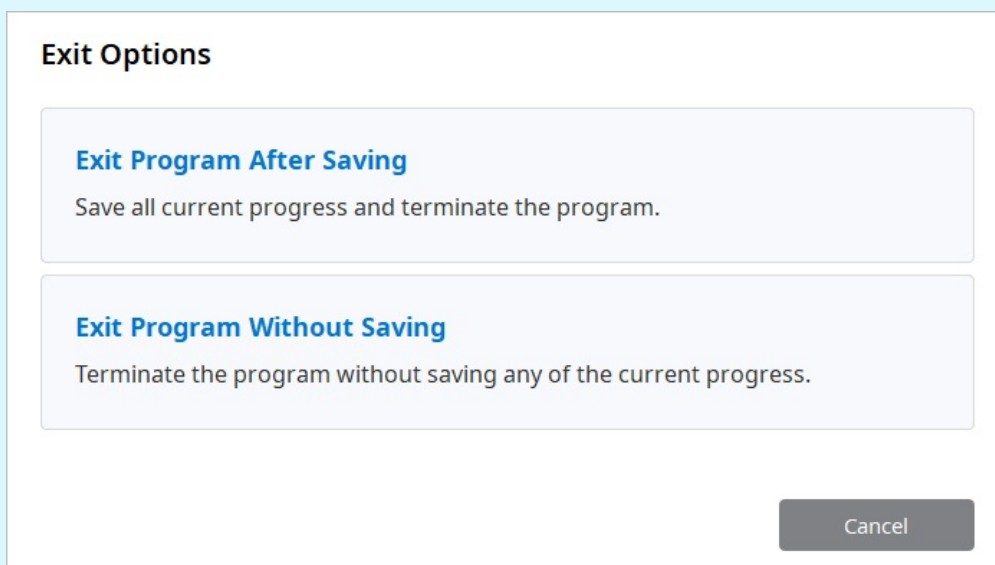 Exit Options
Exit Program After Saving
Save all current progress and terminate the program.
Exit Program Without Saving
Terminate the program without saving any of the current progress.
Cancel